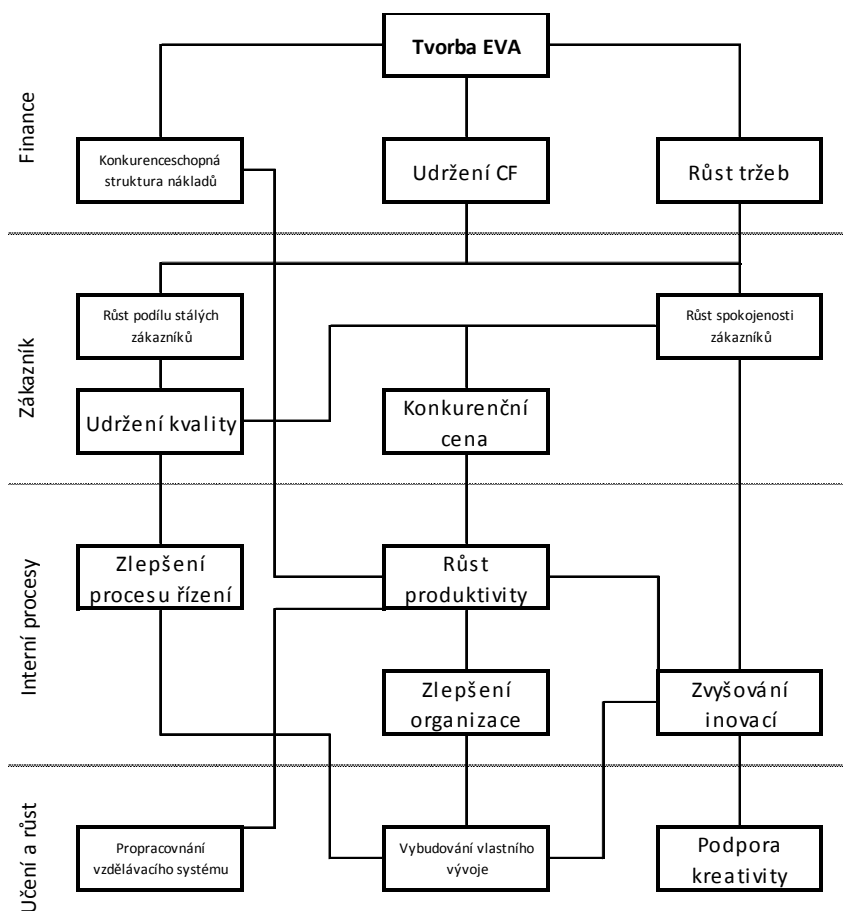 Tvorba EVA
Finance
Konkurenceschopná
struktura nákladů
Udržení CF
Růst tržeb
Zákazník
Růst podílu stálých
zákazníků
Růst spokojenosti
zákazníků
Udržení kvality
Konkurenční
cena
Interní procesy
Zlepšení
procesu řízení
Růst
produktivity
Zlepšení
organizace
Zvyšování
inovací
Učení a růst
Propracovnání
vzdělávacího systému
Vybudování vlastního
vývoje
Podpora
kreativity